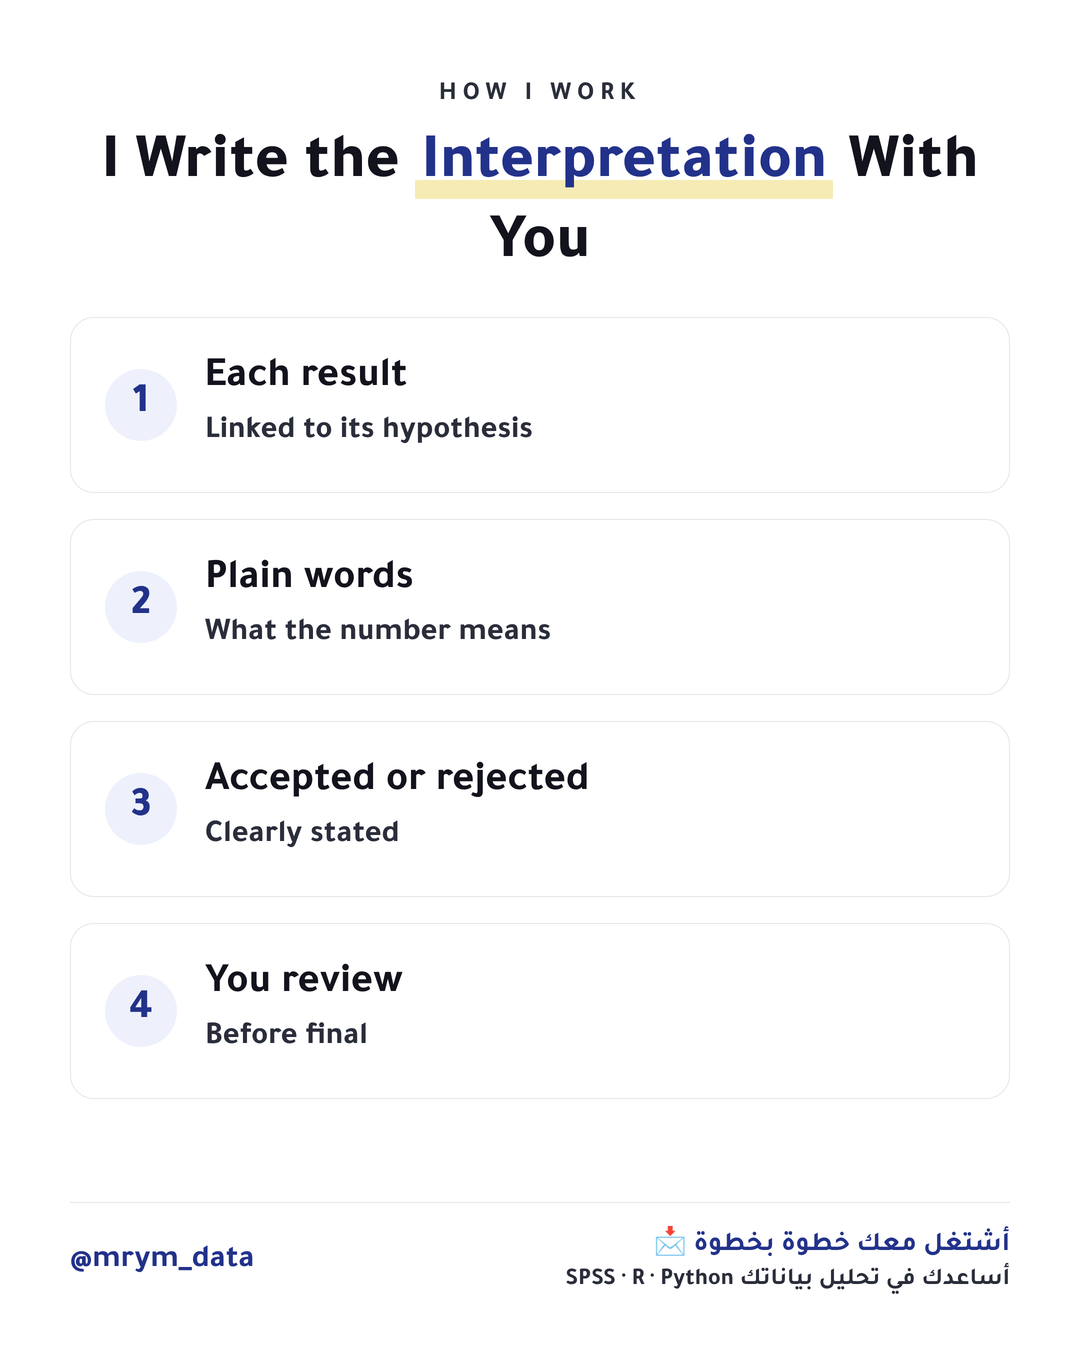 HOW I WORK
I Write the Interpretation With
You
1
Each result
Linked to its hypothesis
2
Plain words
What the number means
3
Accepted or rejected
Clearly stated
4
You review
Before final
@mrym_data
أشتغل معك خطوة بخطوة 📩
أساعدك في تحليل بياناتك SPSS · R · Python